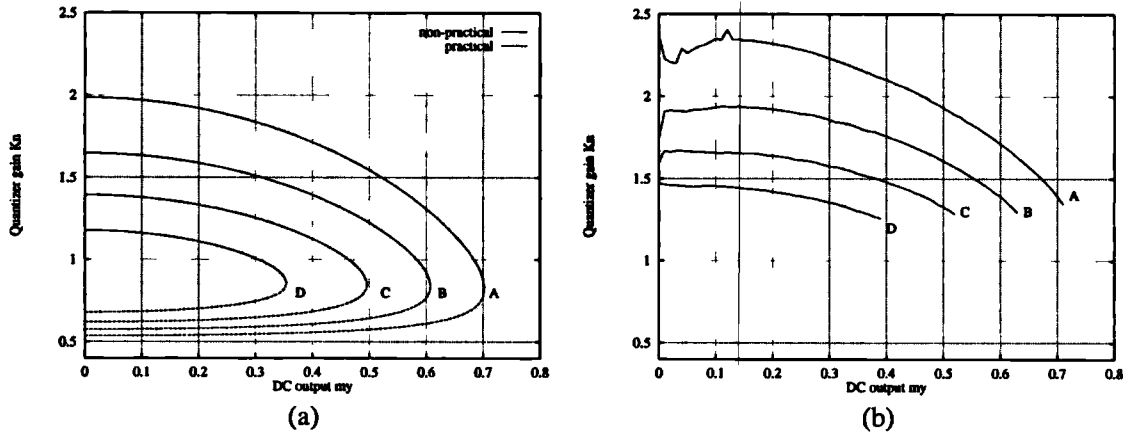 2.5
2
1.5
1
0.5
Quantizer gain Kn
non-practical
practical
D
C
B
A
0 0.1 0.2 0.3 0.4 0.5 0.6 0.7 0.8
DC output my
(a)
2.5
2
1.5
1
0.5
Quantizer gain Kn
A
B
C
D
0 0.1 0.2 0.3 0.4 0.5 0.6 0.7 0.8
DC output my
(b)